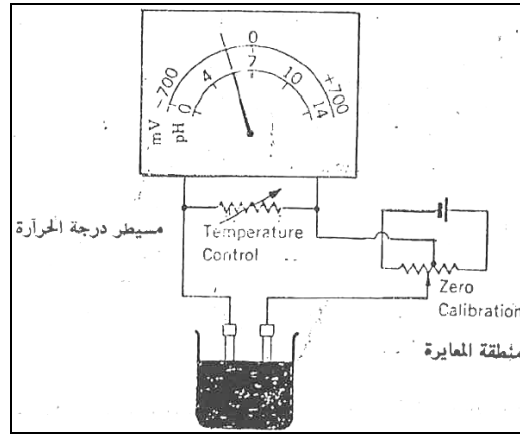 0
-700
4
7
10
+700
0
14
mV
pH
مسيطر درجة الحرارة
Temperature
Control
Zero
Calibration
منطقة المعايرة